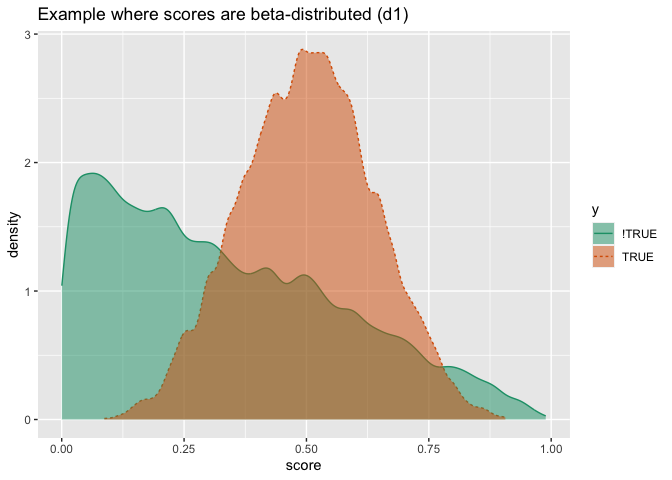 Example where scores are beta-distributed (d1)
3
2
1
0
density
0.00
0.25
0.50
0.75
1.00
score
y
!TRUE
TRUE